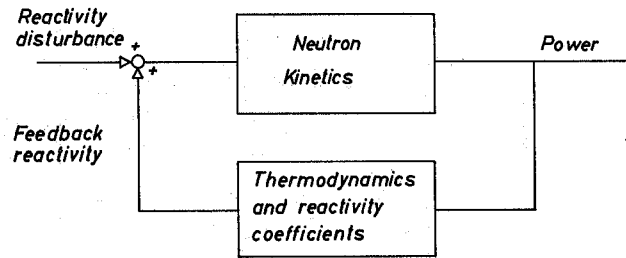 Reactivity
disturbance
+
+
Neutron
Kinetics
Power
Feedback
reactivity
Thermodynamics
and reactivity
coefficients